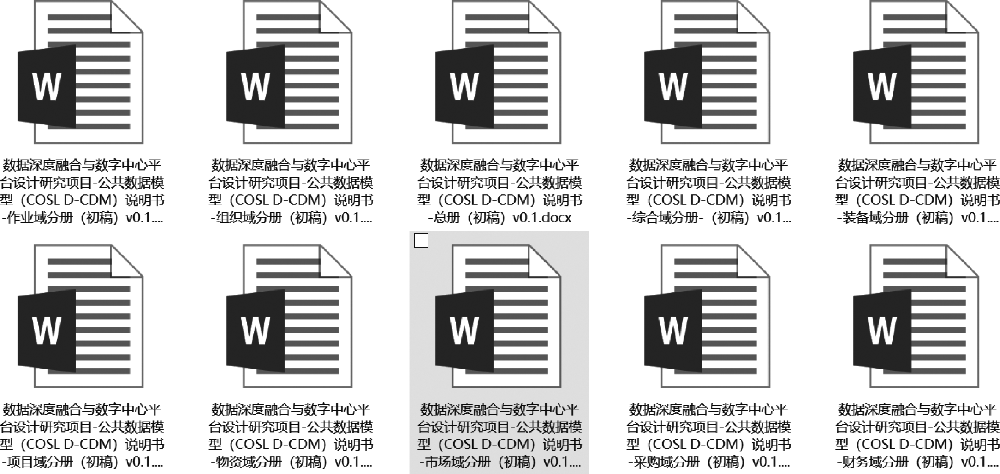 W
W
W
W
W
数据深度融合与数字中心平
台设计研究项目-公共数据模
型（COSL D-CDM）说明书
-作业域分册（初稿）v0.1....
数据深度融合与数字中心平
台设计研究项目-公共数据模
型（COSL D-CDM）说明书
-组织域分册（初稿）v0.1....
数据深度融合与数字中心平
台设计研究项目-公共数据模
型（COSL D-CDM）说明书
-总册（初稿）v0.1.docx
数据深度融合与数字中心平
台设计研究项目-公共数据模
型（COSL D-CDM）说明书
-综合域分册-（初稿）v0.1...
数据深度融合与数字中心平
台设计研究项目-公共数据模
型（COSL D-CDM）说明书
-装备域分册（初稿）v0.1....
W
W
W
W
W
数据深度融合与数字中心平
台设计研究项目-公共数据模
型（COSL D-CDM）说明书
-项目域分册（初稿）v0.1....
数据深度融合与数字中心平
台设计研究项目-公共数据模
型（COSL D-CDM）说明书
-物资域分册（初稿）v0.1....
数据深度融合与数字中心平
台设计研究项目-公共数据模
型（COSL D-CDM）说明书
-市场域分册（初稿）v0.1....
数据深度融合与数字中心平
台设计研究项目-公共数据模
型（COSL D-CDM）说明书
-采购域分册（初稿）v0.1....
数据深度融合与数字中心平
台设计研究项目-公共数据模
型（COSL D-CDM）说明书
-财务域分册（初稿）v0.1....